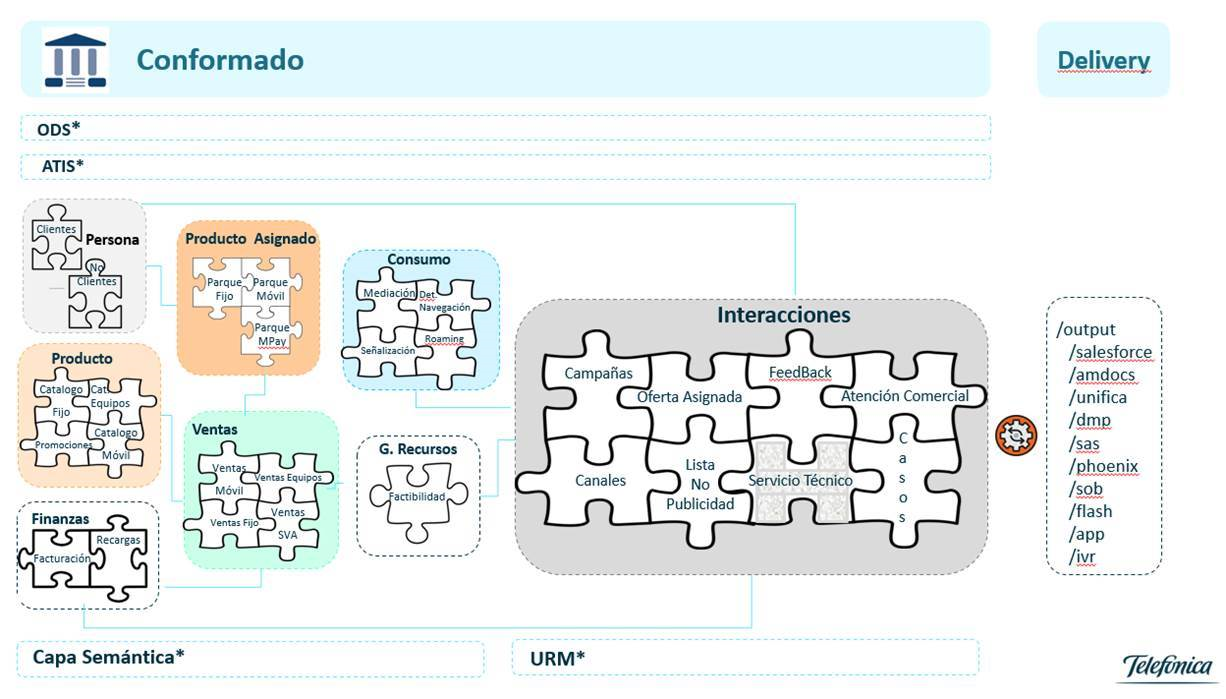 Conformado
Delivery
ODS*
ATIS*
Clientes
Persona
No
Clientes
Producto Asignado
Parque
Fijo
Parque
Móvil
Parque
MPay
Consumo
Mediación
Det.
Navegación
Señalización
Roaming
Producto
Catalogo
Fijo
Cat
Equipos
Promociones
Catalogo
Móvil
Ventas
Ventas
Móvil
Ventas Equipos
Ventas Fijo
Ventas
SVA
G. Recursos
Factibilidad
Finanzas
Recargas
Facturación
Interacciones
Campañas
Oferta Asignada
FeedBack
Atención Comercial
Canales
Lista
No
Publicidad
Servicio Técnico
C
a
s
o
s
/output
/salesforce
/amdocs
/unifica
/dmp
/sas
/phoenix
/sob
/flash
/app
/ivr
Capa Semántica*
URM*
Telefónica